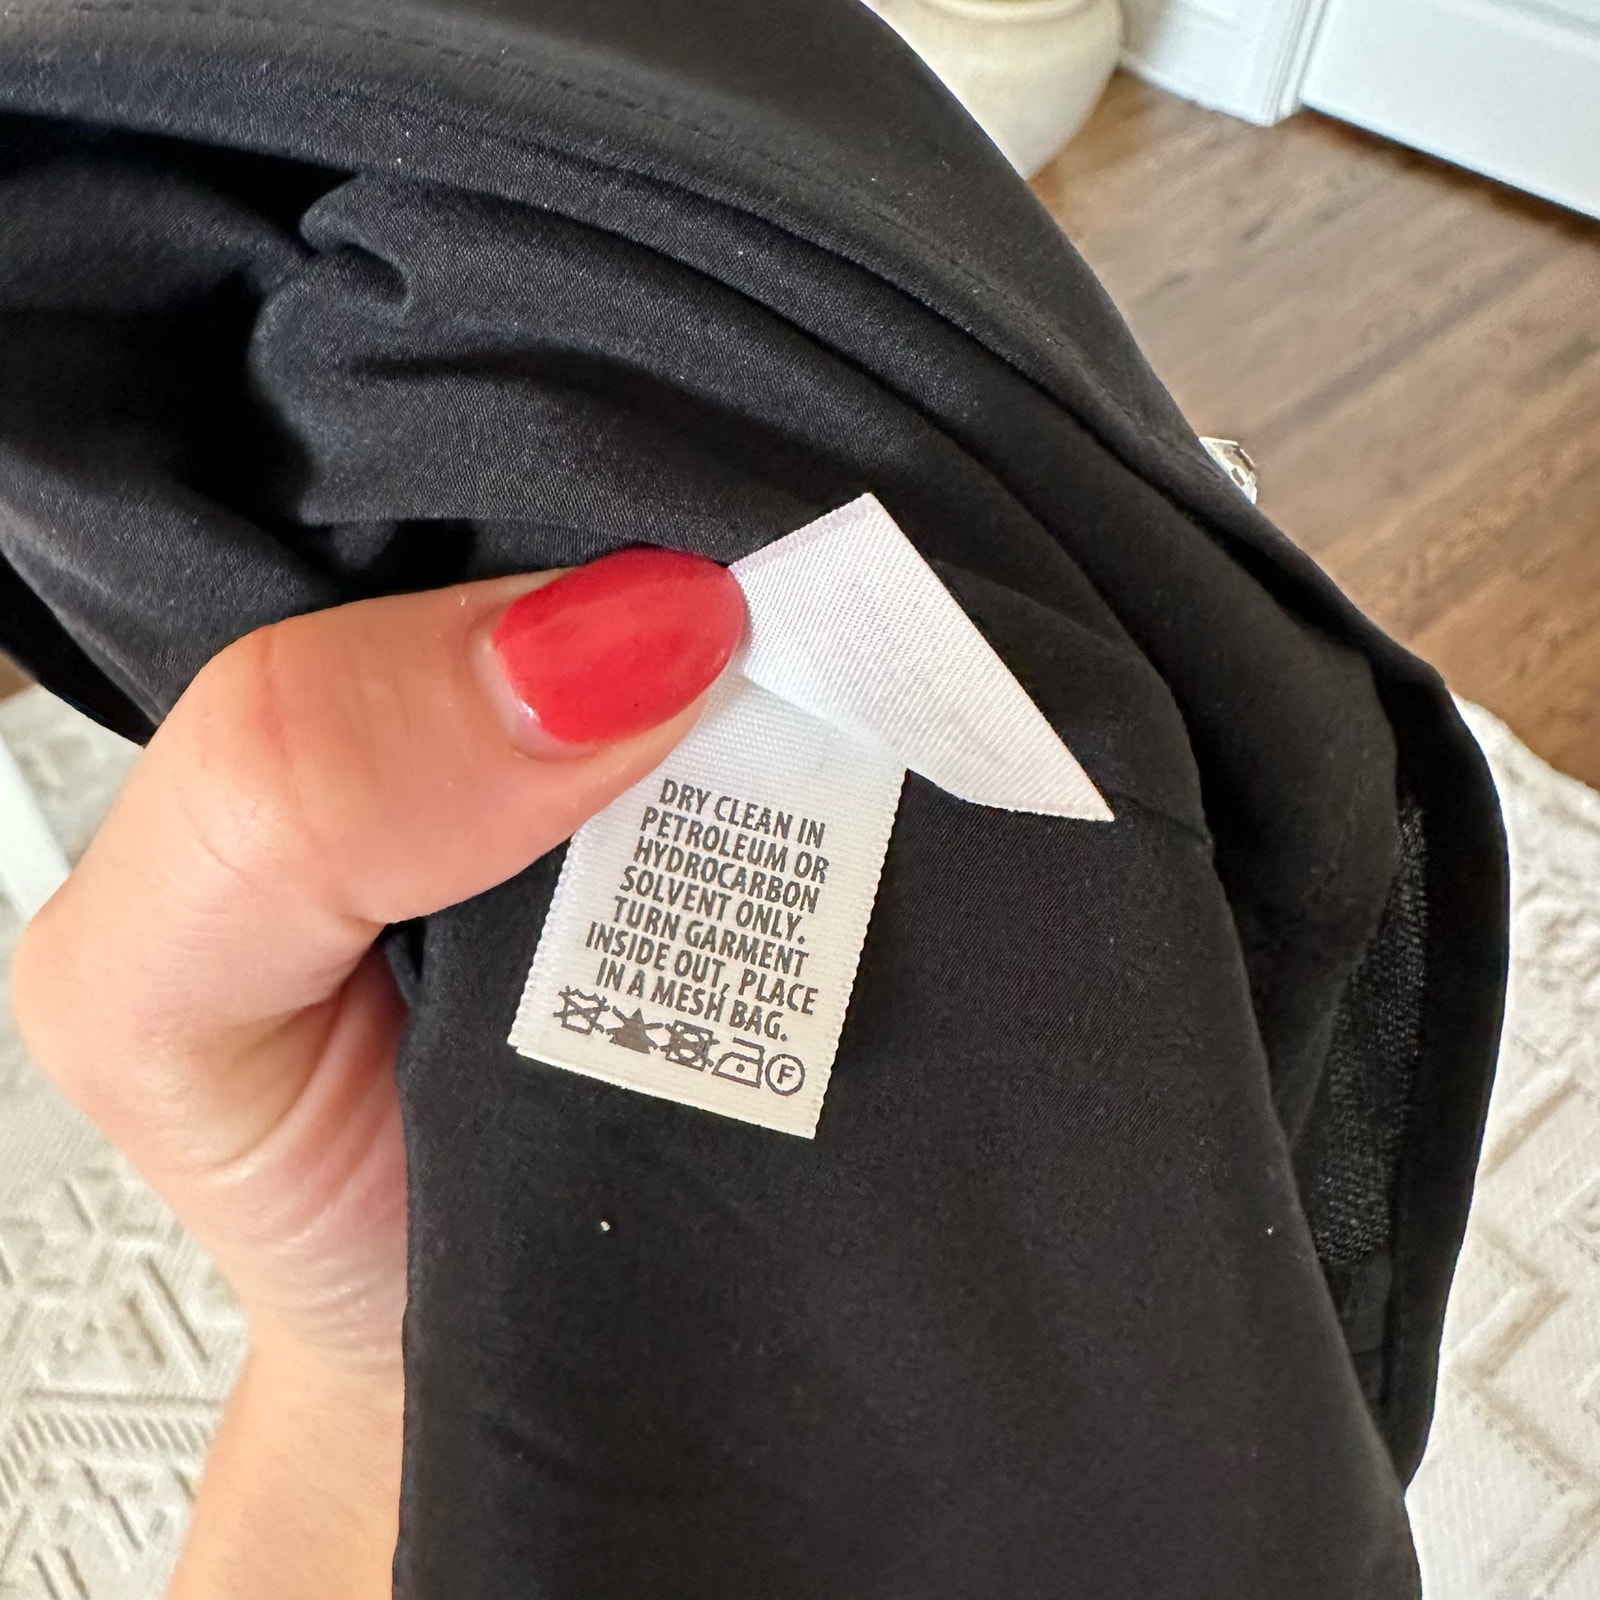 DRY CLEAN IN
PETROLEUM OR
HYDROCARBON
SOLVENT ONLY.
TURN GARMENT
INSIDE OUT, PLACE
IN A MESH BAG.
F